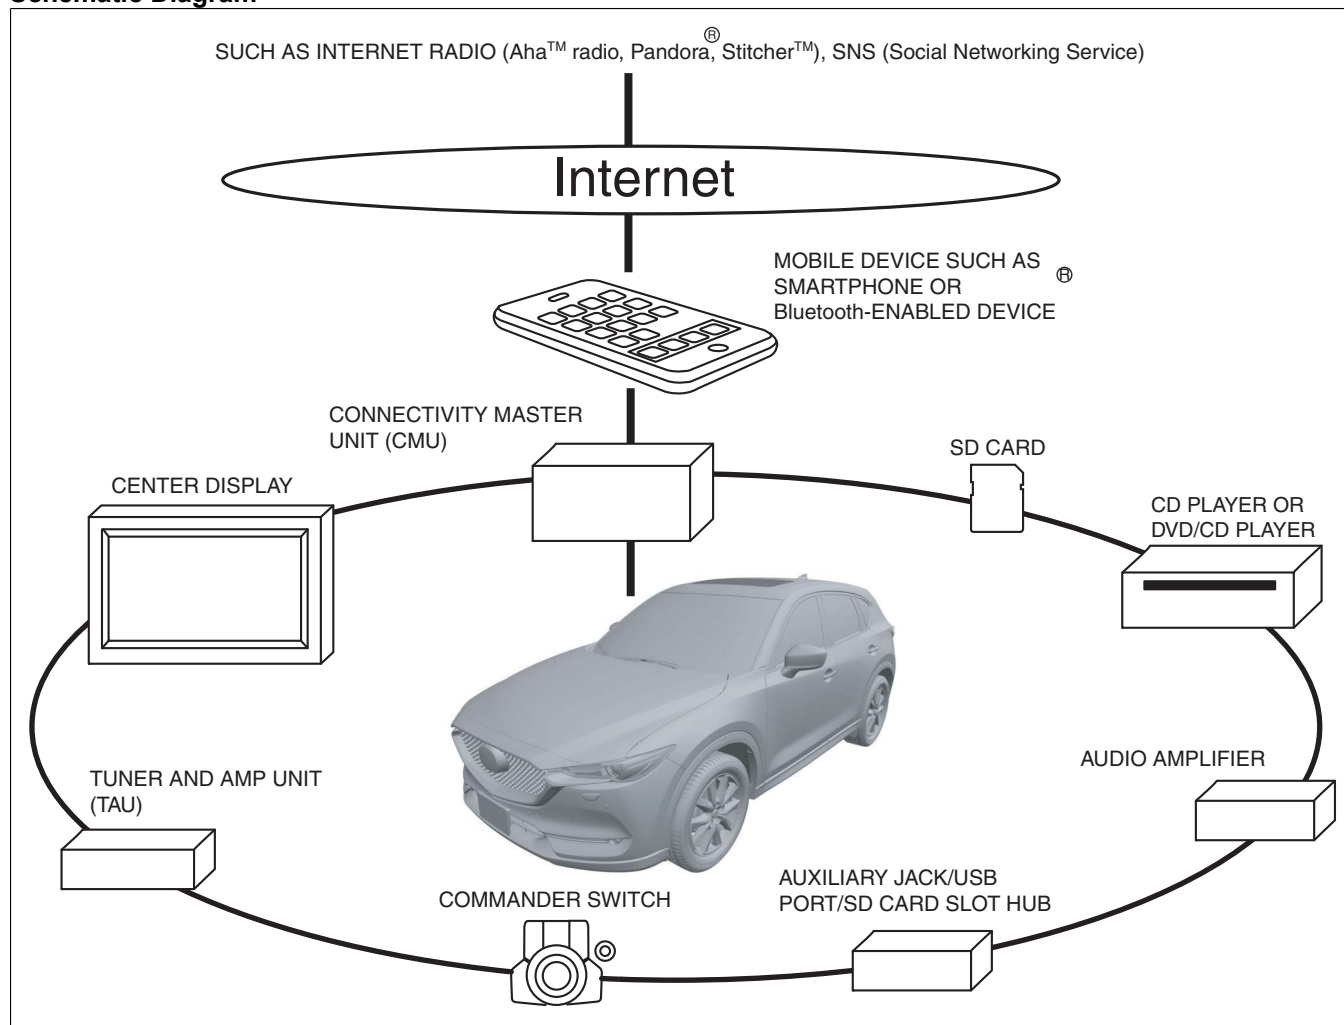 Schematic Diagram
SUCH AS INTERNET RADIO (Aha™ radio, Pandora®, Stitcher™), SNS (Social Networking Service)
Internet
MOBILE DEVICE SUCH AS
SMARTPHONE OR
Bluetooth®-ENABLED DEVICE
CONNECTIVITY MASTER
UNIT (CMU)
SD CARD
CENTER DISPLAY
CD PLAYER OR
DVD/CD PLAYER
AUDIO AMPLIFIER
TUNER AND AMP UNIT
(TAU)
AUXILIARY JACK/USB
PORT/SD CARD SLOT HUB
COMMANDER SWITCH